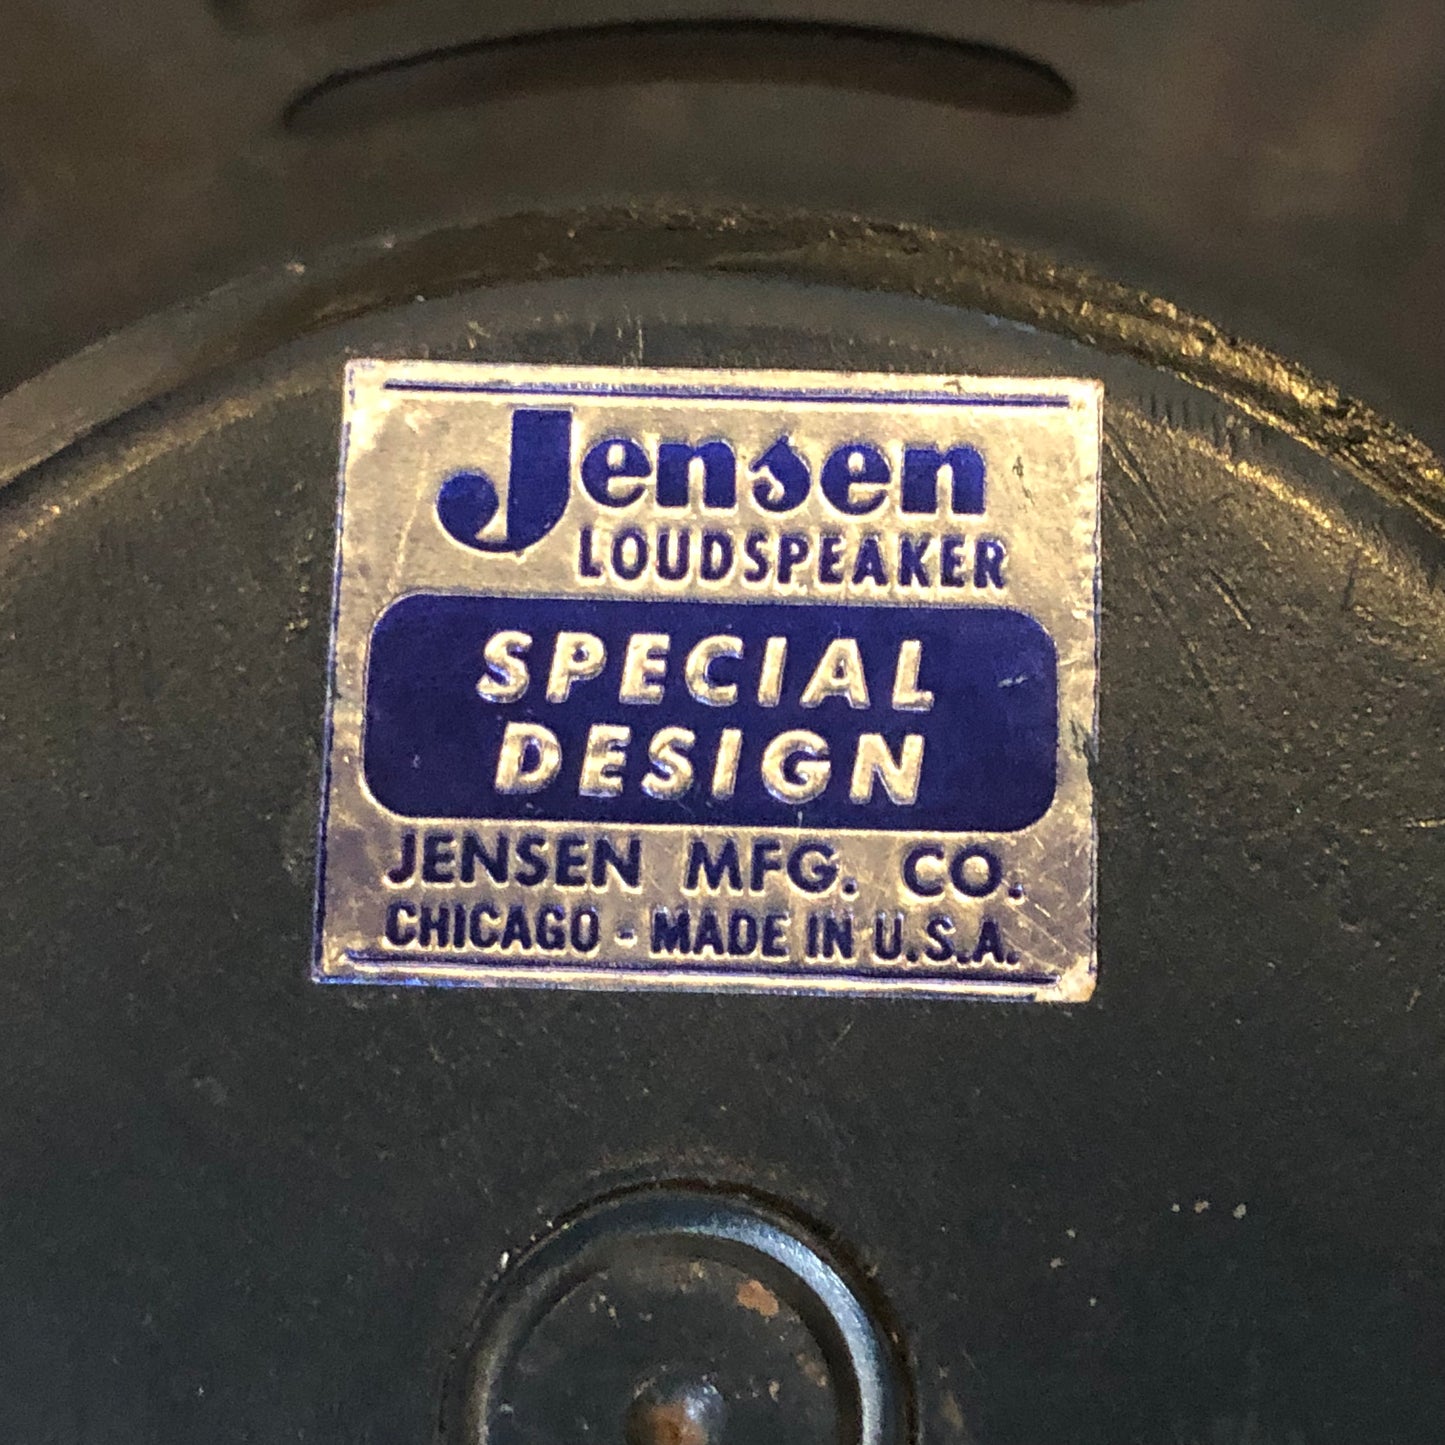 Jensen
LOUDSPEAKER
SPECIAL
DESIGN
JENSEN MFG. CO.
CHICAGO - MADE IN U.S.A.